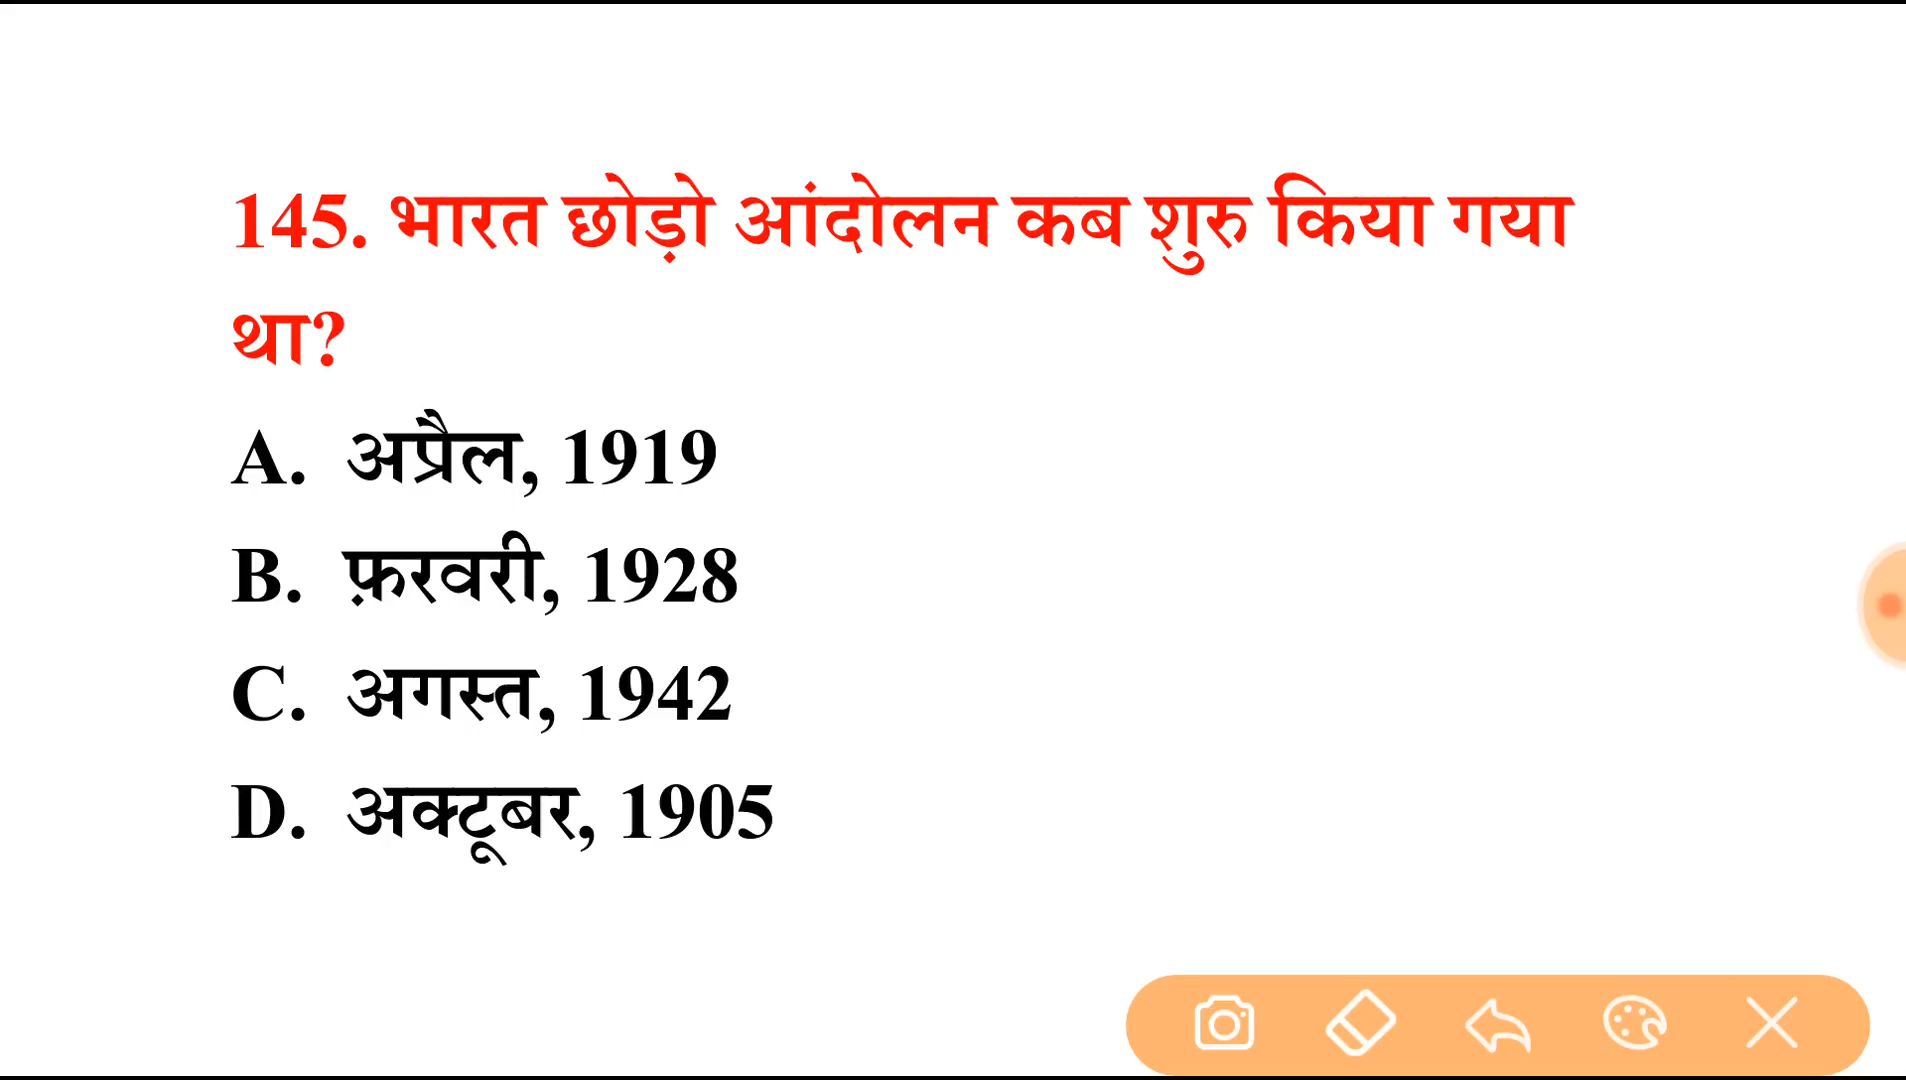 145. भारत छोड़ो आंदोलन कब शुरु किया गया
था?
A. अप्रैल, 1919
B. फ़रवरी, 1928
C. अगस्त, 1942
D. अक्टूबर, 1905